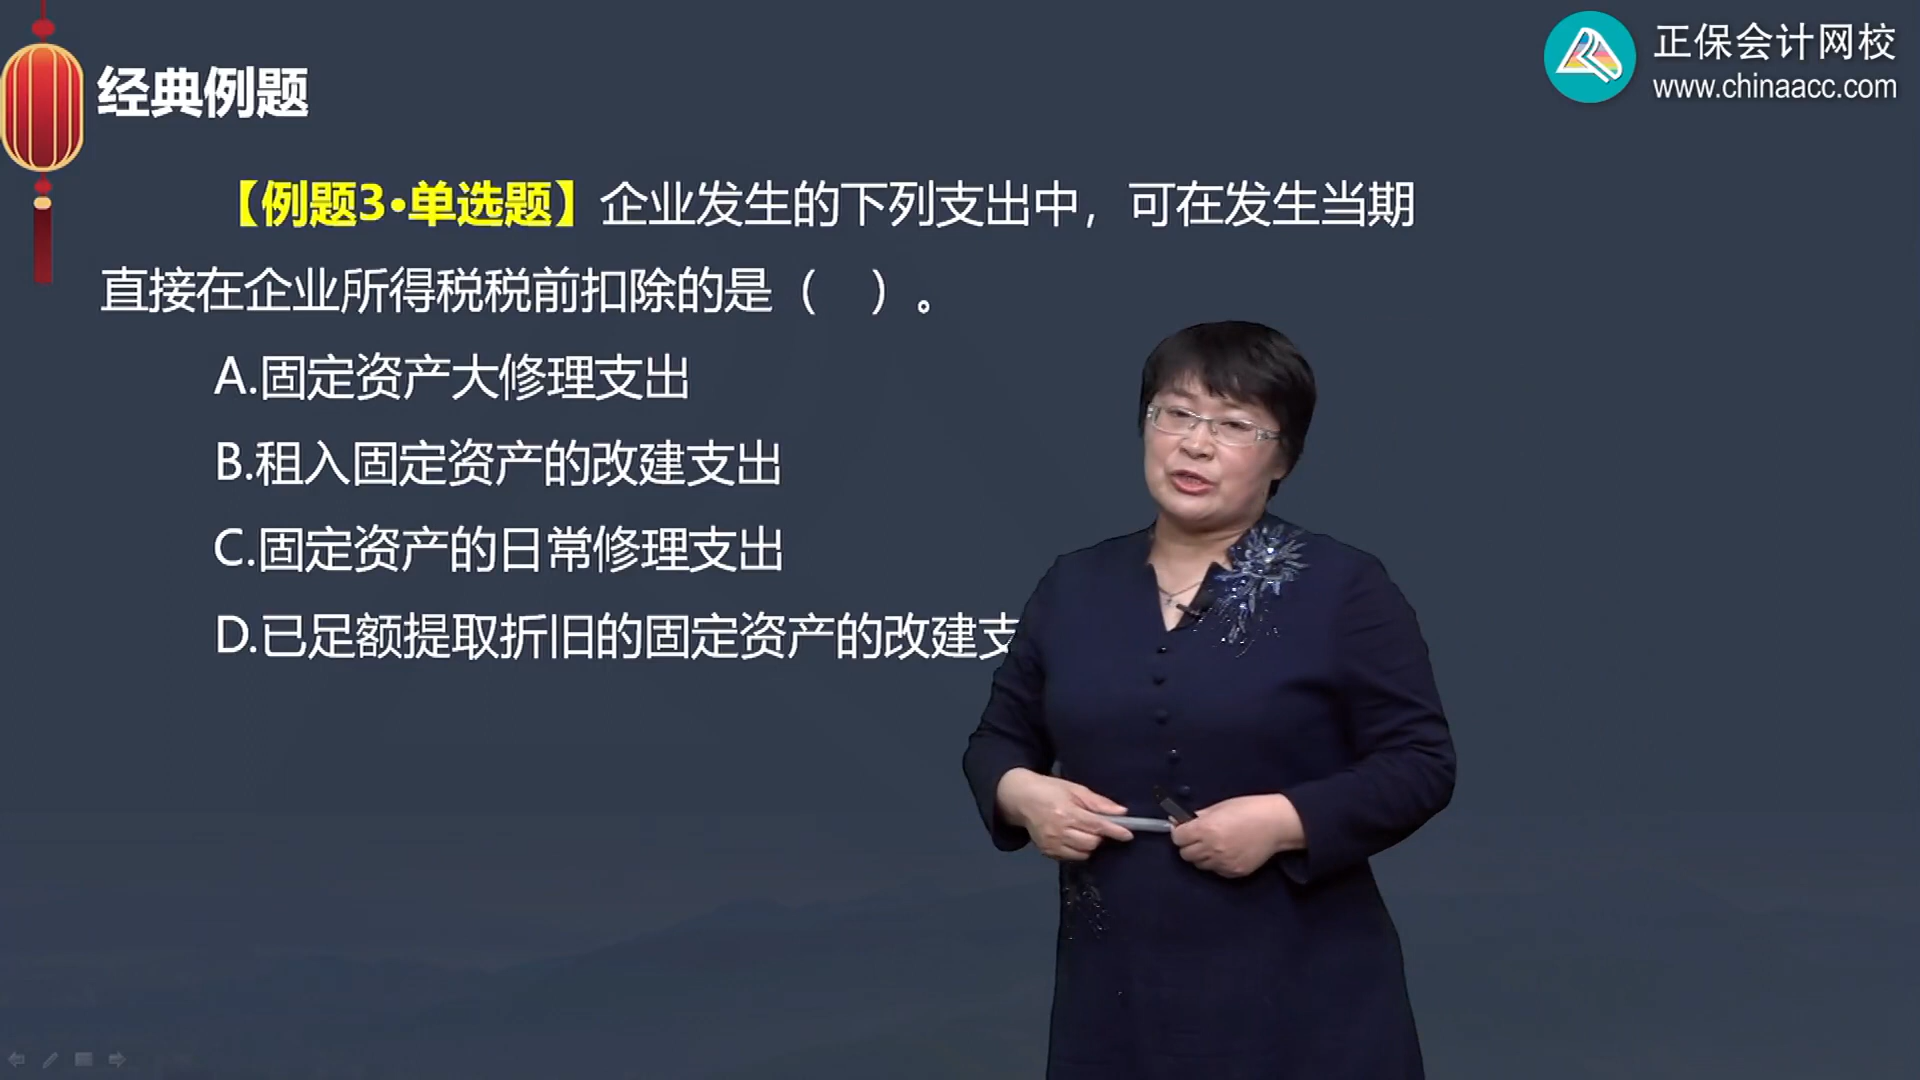 正保会计网校
www.chinaacc.com
经典例题
【例题3•单选题】企业发生的下列支出中，可在发生当期
直接在企业所得税税前扣除的是（　）。
A.固定资产大修理支出
B.租入固定资产的改建支出
C.固定资产的日常修理支出
D.已足额提取折旧的固定资产的改建支